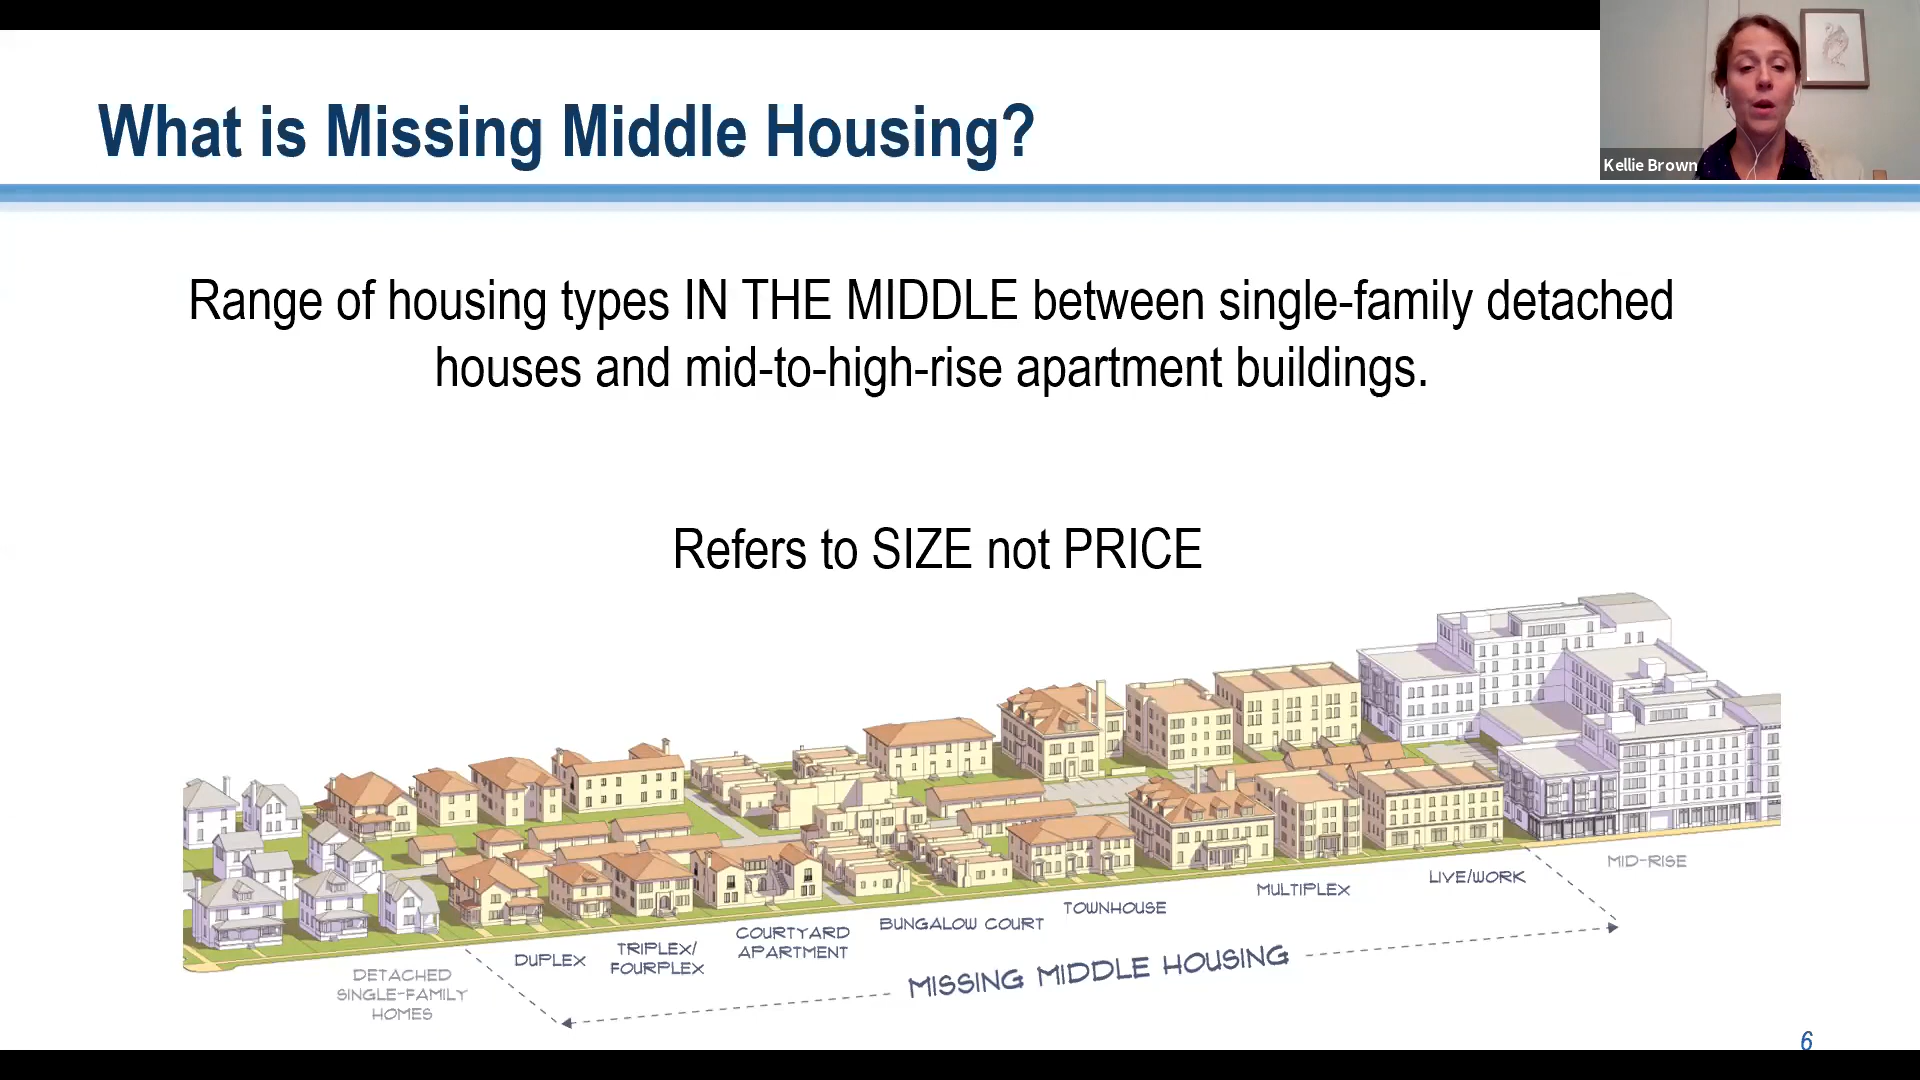 What is Missing Middle Housing?
Kellie Brown
Range of housing types IN THE MIDDLE between single-family detached
houses and mid-to-high-rise apartment buildings.
Refers to SIZE not PRICE
DETACHED
SINGLE-FAMILY
HOMES
DUPLEX
TRIPLEX/
FOURPLEX
COURTYARD
APARTMENT
BUNGALOW COURT
TOWNHOUSE
MULTIPLEX
LIVE/WORK
MID-RISE
MISSING MIDDLE HOUSING
6